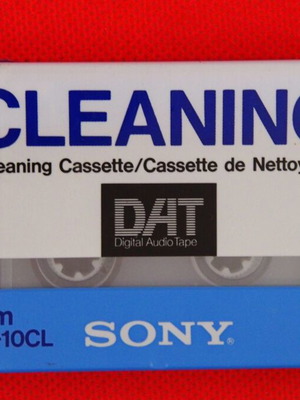 CLEANING
eaning Cassette/Cassette de Nettoy
DAT
Digital Audio Tape
m
-10CL SONY